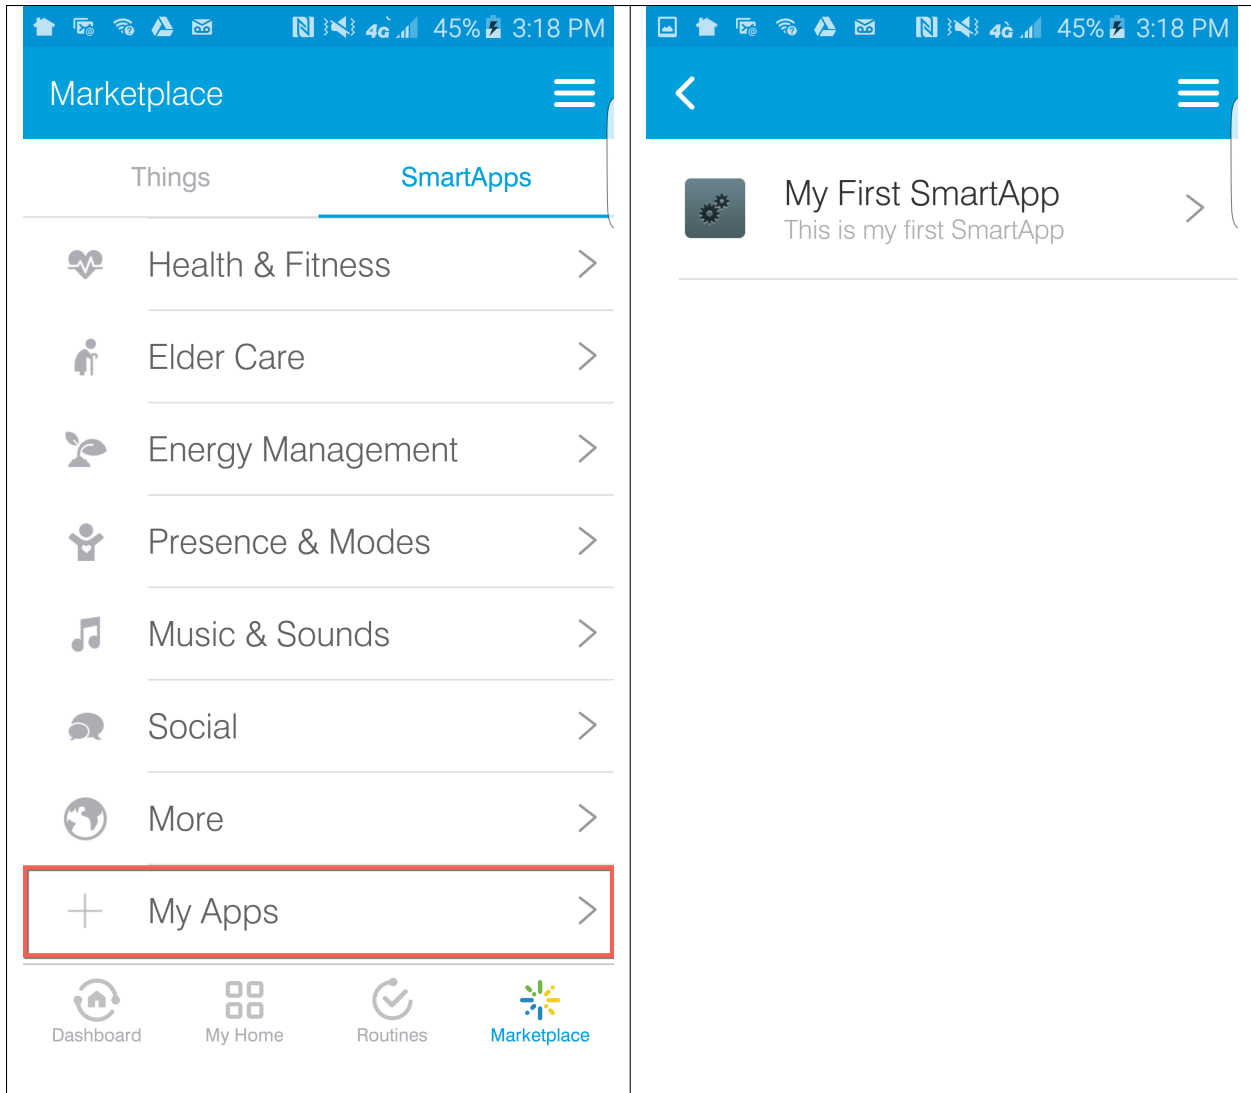 4G 45% 3:18 PM
Marketplace
Things SmartApps
Health & Fitness
Elder Care
Energy Management
Presence & Modes
Music & Sounds
Social
More
My Apps
Dashboard My Home Routines Marketplace
4G 45% 3:18 PM
My First SmartApp
This is my first SmartApp